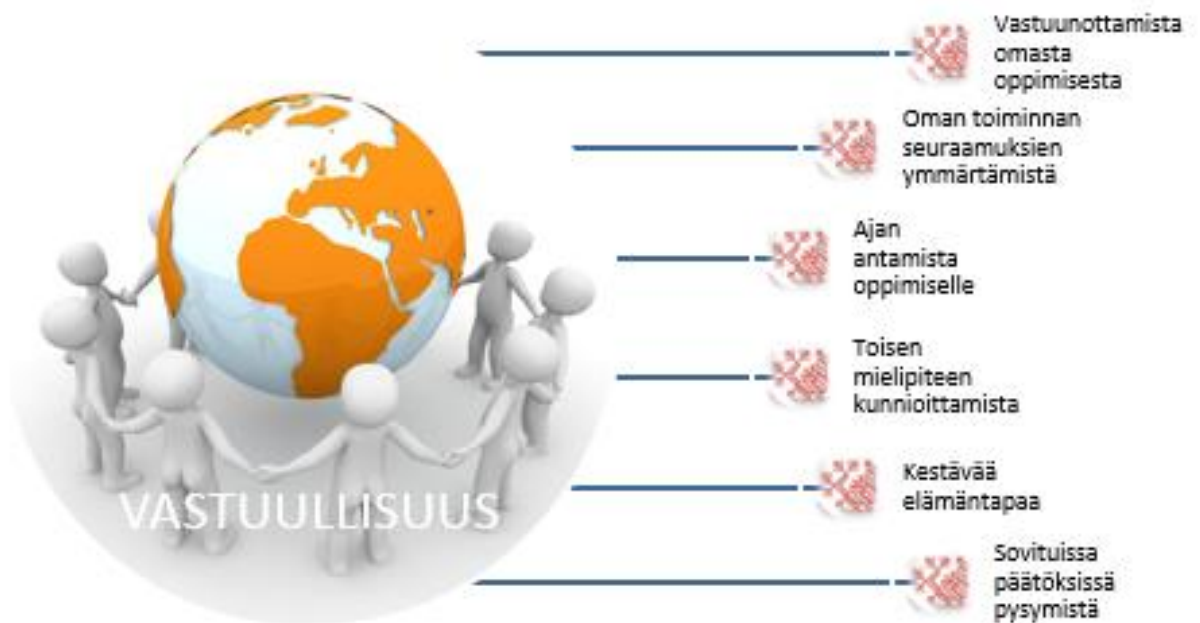 Vastuunottamista
omasta
oppimisesta
Oman toiminnan
seuraamuksien
ymmärtämistä
Ajan
antamista
oppimiselle
Toisen
mielipiteen
kunnioittamista
Kestävää
elämäntapaa
Sovituissa
päätöksissä
pysymistä
VASTUULLISUUS